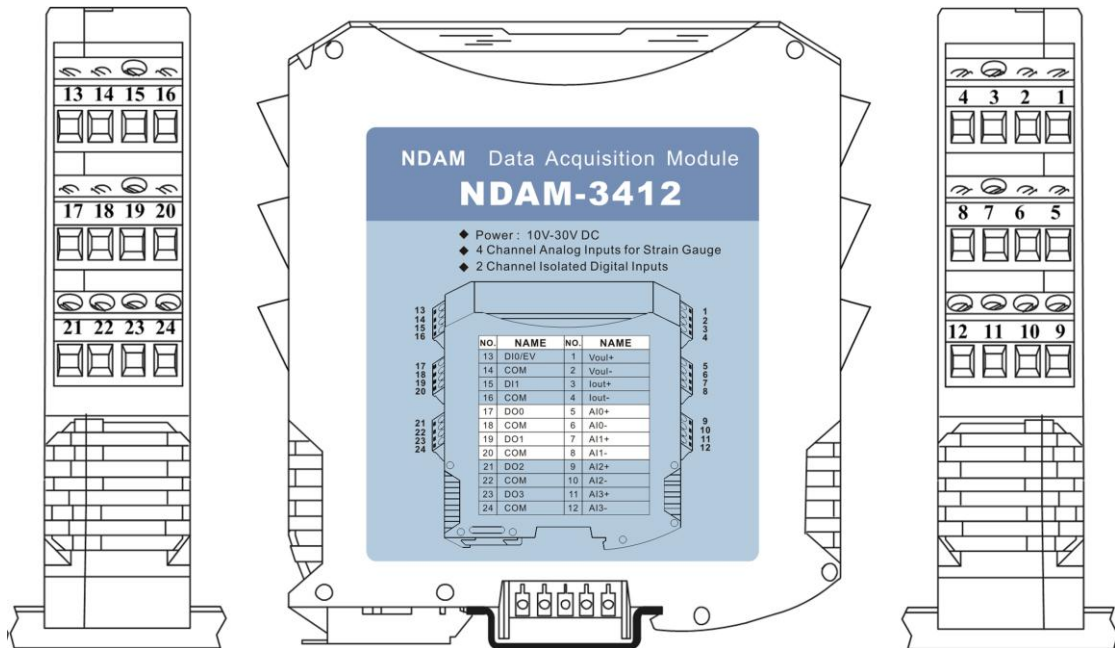 13 14 15 16
17 18 19 20
21 22 23 24
NDAM Data Acquisition Module
NDAM-3412
◆ Power : 10V-30V DC
◆ 4 Channel Analog Inputs for Strain Gauge
◆ 2 Channel Isolated Digital Inputs
13
14
15
16
17
18
19
20
21
22
23
24
NO. NAME NO. NAME
13 DI0/EV 1 Voul+
14 COM 2 Voul-
15 DI1 3 Iout+
16 COM 4 Iout-
17 DO0 5 AI0+
18 COM 6 AI0-
19 DO1 7 AI1+
20 COM 8 AI1-
21 DO2 9 AI2+
22 COM 10 AI2-
23 DO3 11 AI3+
24 COM 12 AI3-
1
2
3
4
5
6
7
8
9
10
11
12
4 3 2 1
8 7 6 5
12 11 10 9